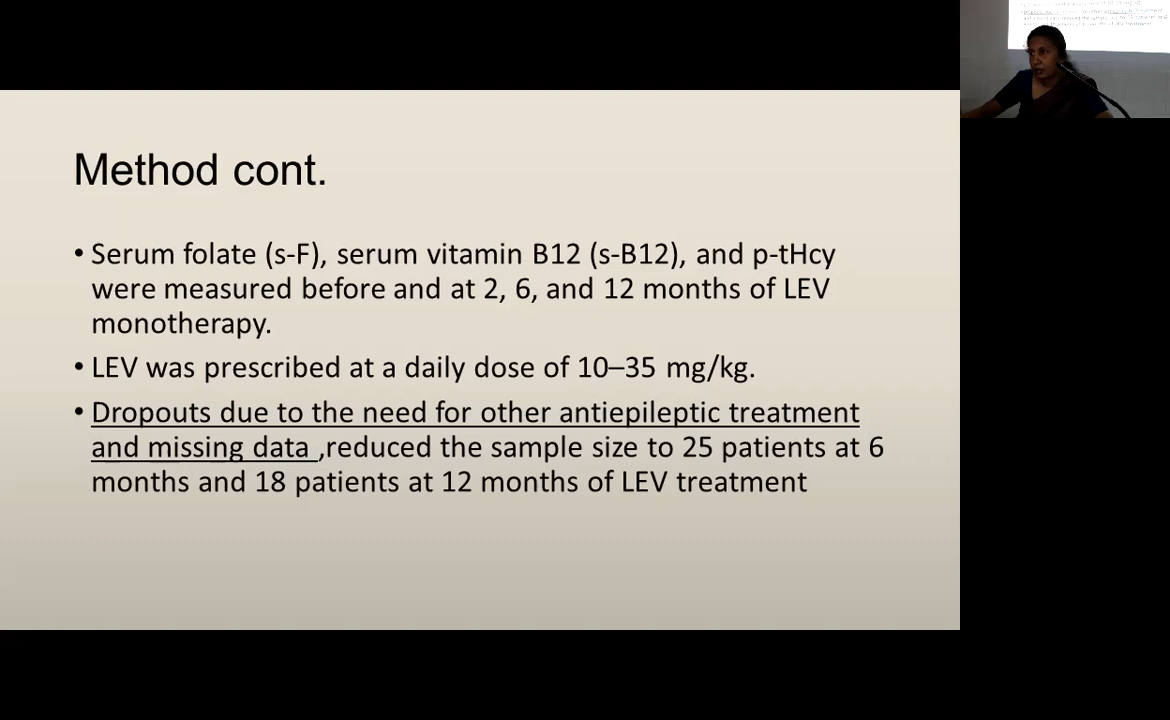 Method cont.
• Serum folate (s-F), serum vitamin B12 (s-B12), and p-tHcy
were measured before and at 2, 6, and 12 months of LEV
monotherapy.
• LEV was prescribed at a daily dose of 10–35 mg/kg.
• Dropouts due to the need for other antiepileptic treatment
and missing data ,reduced the sample size to 25 patients at 6
months and 18 patients at 12 months of LEV treatment